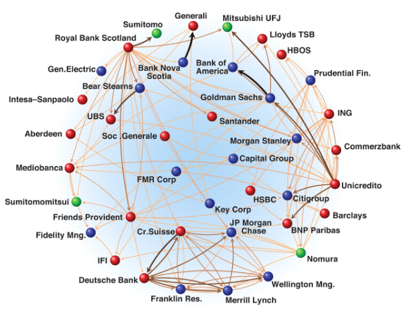 Generali
Sumitomo
Mitsubishi UFJ
Royal Bank Scotland
Lloyds TSB
HBOS
Gen.Electric
Bank Nova
Scotia
Bank of
America
Prudential Fin.
Bear Stearns
Goldman Sachs
Intesa-Sanpaolo
UBS
Santander
ING
Aberdeen
Soc.Generale
Morgan Stanley
Commerzbank
Capital Group
Mediobanca
FMR Corp
Unicredito
Sumitomomitsui
HSBC
Citigroup
Key Corp
Friends Provident
Barclays
Fidelity Mng.
Cr.Suisse
JP Morgan
Chase
BNP Paribas
IFI
Nomura
Deutsche Bank
Wellington Mng.
Franklin Res.
Merrill Lynch